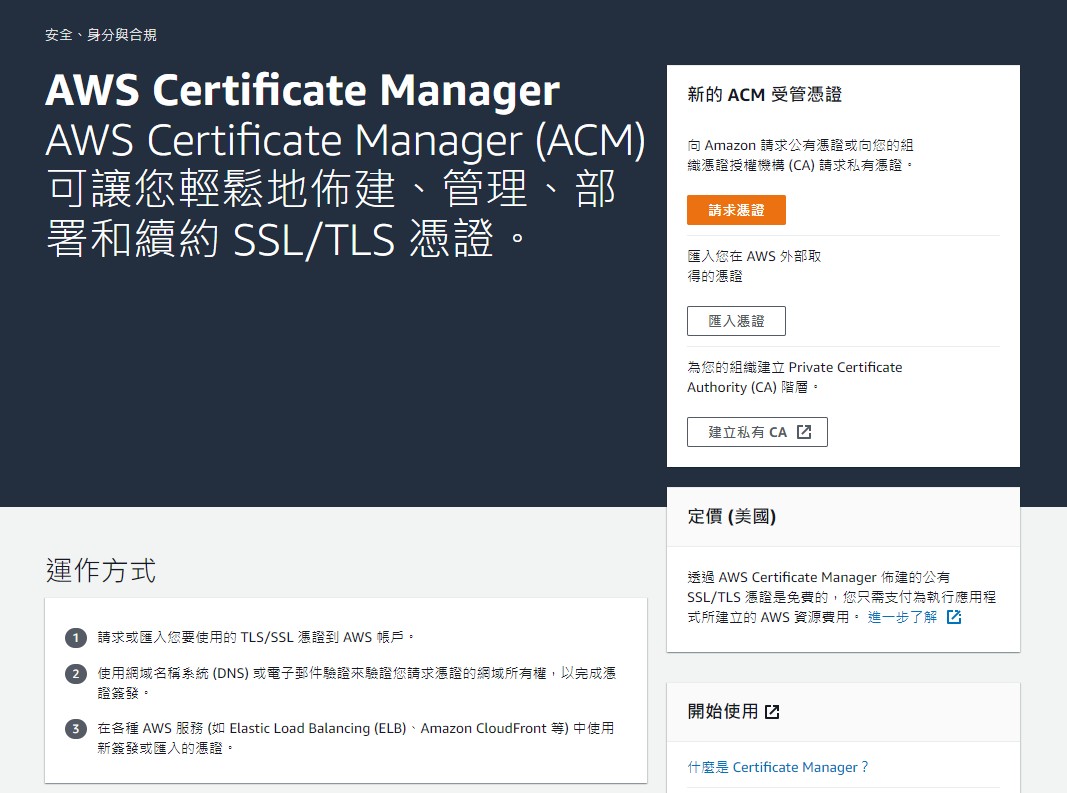 安全、身分與合規
AWS Certificate Manager
AWS Certificate Manager (ACM)
可讓您輕鬆地佈建、管理、部
署和續約 SSL/TLS 憑證。
新的 ACM 受管憑證
向 Amazon 請求公有憑證或向您的組
織憑證授權機構 (CA) 請求私有憑證。
請求憑證
匯入您在 AWS 外部取
得的憑證
匯入憑證
為您的組織建立 Private Certificate
Authority (CA) 階層。
建立私有 CA
定價 (美國)
透過 AWS Certificate Manager 佈建的公有
SSL/TLS 憑證是免費的，您只需支付為執行應用程
式所建立的 AWS 資源費用。 進一步了解
運作方式
1 請求或匯入您要使用的 TLS/SSL 憑證到 AWS 帳戶。
2 使用網域名稱系統 (DNS) 或電子郵件驗證來驗證您請求憑證的網域所有權，以完成憑
證簽發。
3 在各種 AWS 服務 (如 Elastic Load Balancing (ELB)、Amazon CloudFront 等) 中使用
新簽發或匯入的憑證。
開始使用
什麼是 Certificate Manager？